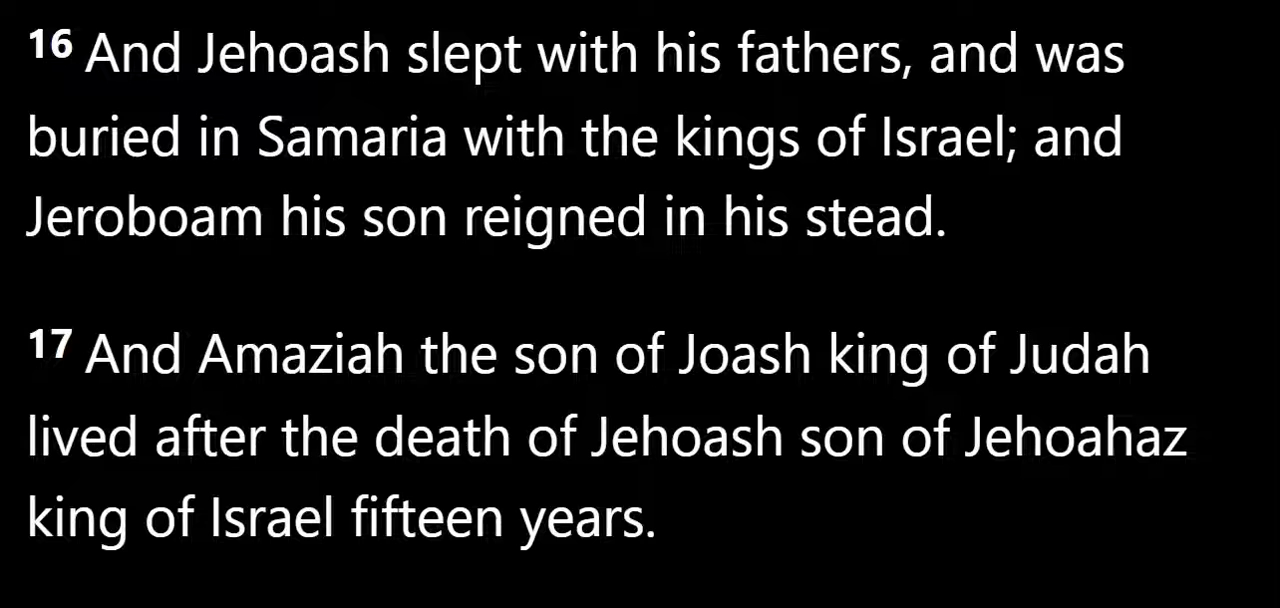 16 And Jehoash slept with his fathers, and was
buried in Samaria with the kings of Israel; and
Jeroboam his son reigned in his stead.
17 And Amaziah the son of Joash king of Judah
lived after the death of Jehoash son of Jehoahaz
king of Israel fifteen years.